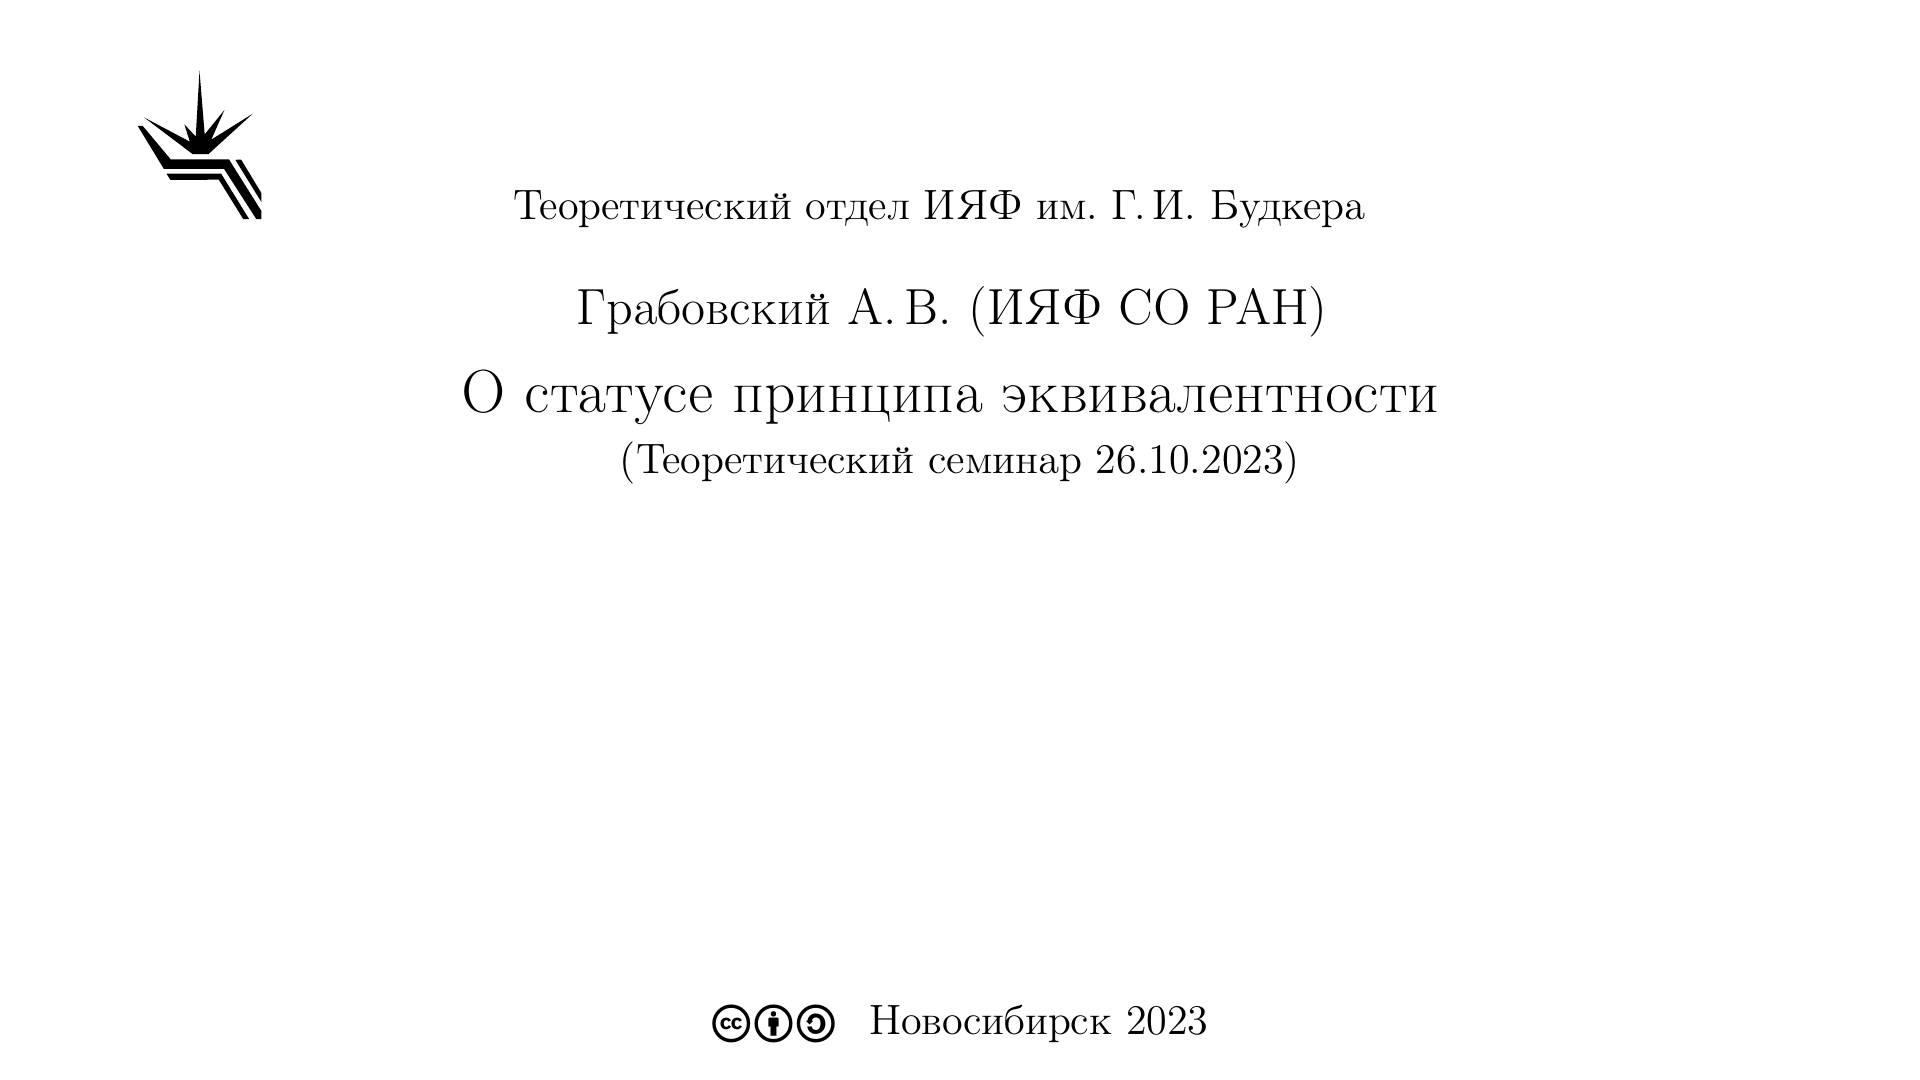 Теоретический отдел ИЯФ им. Г. И. Будкера
Грабовский А. В. (ИЯФ СО РАН)
О статусе принципа эквивалентности
(Теоретический семинар 26.10.2023)
cc Новосибирск 2023